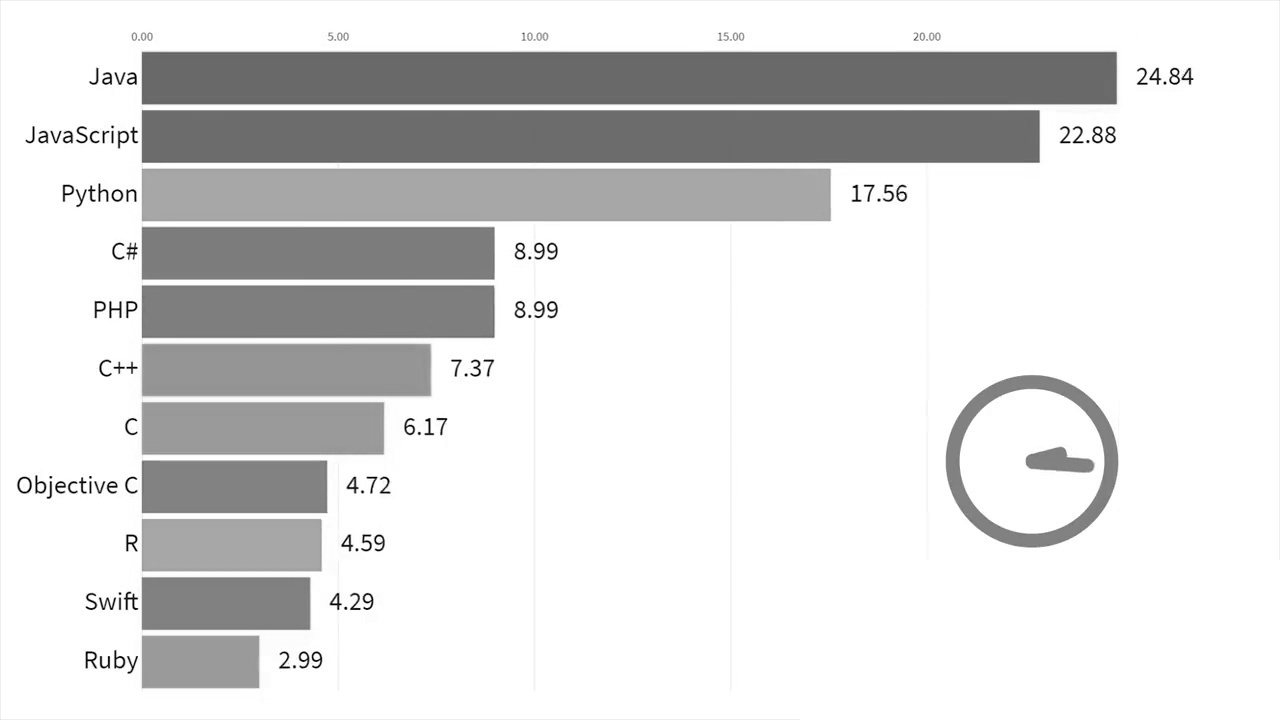 0.00 5.00 10.00 15.00 20.00
Java 24.84
JavaScript 22.88
Python 17.56
C# 8.99
PHP 8.99
C++ 7.37
C 6.17
Objective C 4.72
R 4.59
Swift 4.29
Ruby 2.99